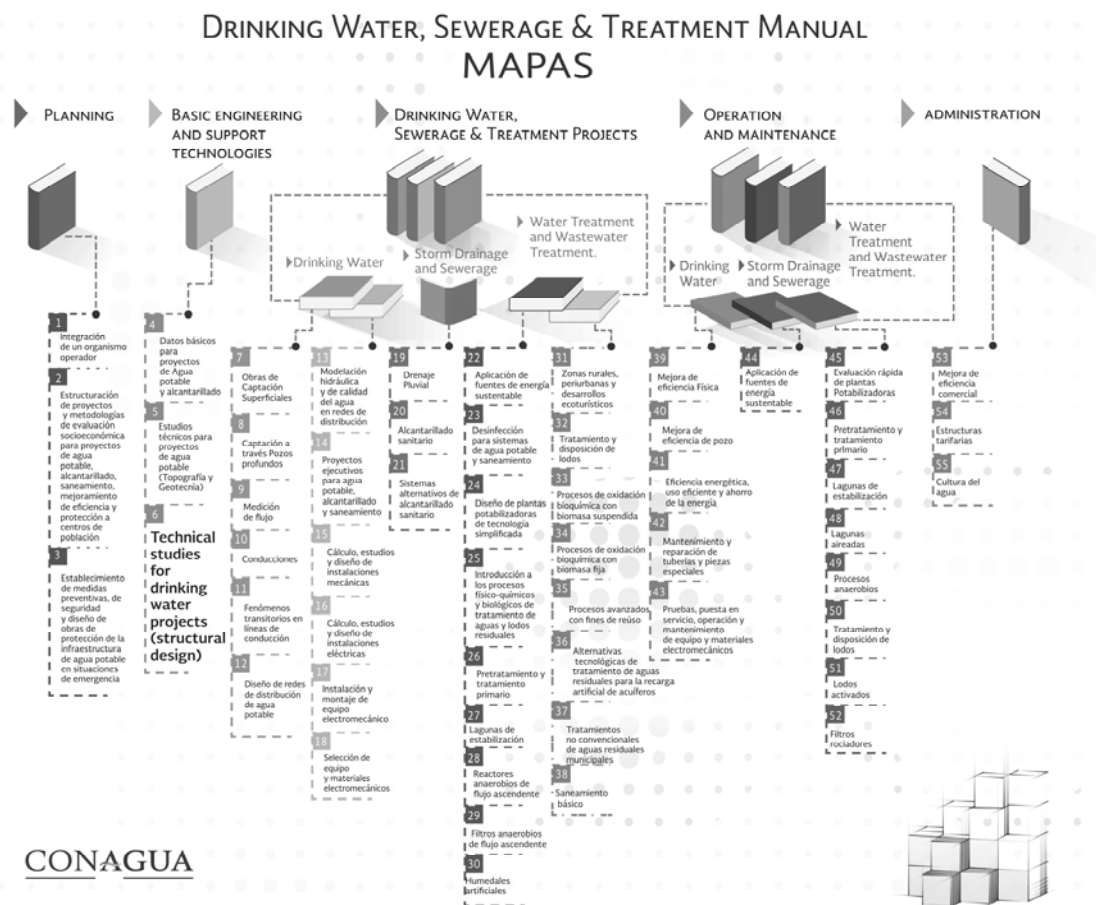 DRINKING WATER, SEWERAGE & TREATMENT MANUAL
MAPAS
PLANNING
BASIC ENGINEERING
AND SUPPORT
TECHNOLOGIES
DRINKING WATER,
SEWERAGE & TREATMENT PROJECTS
OPERATION
AND MAINTENANCE
ADMINISTRATION
Drinking Water
Storm Drainage
and Sewerage
Water Treatment
and Wastewater
Treatment.
Drinking
Water
Storm Drainage
and Sewerage
Water
Treatment
and Wastewater
Treatment.
1
Integración
de un organismo
operador
2
Estructuración
de proyectos
y metodologías
de evaluación
socioeconómica
para proyectos
de agua
potable,
alcantarillado,
saneamiento,
mejoramiento
de eficiencia y
protección a
centros de
población
3
Establecimiento
de medidas
preventivas, de
seguridad
y diseño de
obras de
protección de la
infraestructura
de agua potable
en situaciones
de emergencia
4
Datos básicos
para
proyectos
de Agua
potable
y alcantarillado
5
Estudios
técnicos para
proyectos
de agua
potable
(Topografía y
Geotecnia)
6
Technical
studies
for
drinking
water
projects
(structural
design)
7
Obras de
Captación
Superficiales
8
Captación a
través Pozos
profundos
9
Medición
de flujo
10
Conducciones
11
Fenómenos
transitorios en
líneas de
conducción
12
Diseño de redes
de distribución
de agua
potable
13
Modelación
hidráulica
y de calidad
del agua
en redes de
distribución
14
Proyectos
ejecutivos
para agua
potable,
alcantarillado
y saneamiento
15
Cálculo, estudios
y diseño de
instalaciones
mecánicas
16
Cálculo, estudios
y diseño de
instalaciones
eléctricas
17
Instalación y
montaje de
equipo
electromecánico
18
Selección de
equipo
y materiales
electromecánicos
19
Drenaje
Pluvial
20
Alcantarillado
sanitario
21
Sistemas
alternativos de
alcantarillado
sanitario
22
Aplicación de
fuentes de energía
sustentable
23
Desinfección
para sistemas
de agua potable
y saneamiento
24
Diseño de plantas
potabilizadoras
de tecnología
simplificada
25
Introducción a
los procesos
físico-químicos
y biológicos de
tratamiento de
aguas y lodos
residuales
26
Pretratamiento y
tratamiento
primario
27
Lagunas de
estabilización
28
Reactores
anaerobios de
flujo ascendente
29
Filtros anaerobios
de flujo ascendente
30
Humedales
artificiales
31
Zonas rurales,
periurbanas y
desarrollos
ecoturísticos
32
Tratamiento y
disposición de
lodos
33
Procesos de oxidación
bioquímica con
biomasa suspendida
34
Procesos de oxidación
bioquímica con
biomasa fija
35
Procesos avanzados
con fines de reúso
36
Alternativas
tecnológicas de
tratamiento de aguas
residuales para la recarga
artificial de acuíferos
37
Tratamientos
no convencionales
de aguas residuales
municipales
38
Saneamiento
básico
39
Mejora de
eficiencia Física
40
Mejora de
eficiencia de pozo
41
Eficiencia energética,
uso eficiente y ahorro
de la energía
42
Mantenimiento y
reparación de
tuberías y piezas
especiales
43
Pruebas, puesta en
servicio, operación y
mantenimiento
de equipo y materiales
electromecánicos
44
Aplicación de
fuentes de
energía
sustentable
45
Evaluación rápida
de plantas
Potabilizadoras
46
Pretratamiento y
tratamiento
primario
47
Lagunas de
estabilización
48
Lagunas
aireadas
49
Procesos
anaerobios
50
Tratamiento y
disposición de
lodos
51
Lodos
activados
52
Filtros
rociadores
53
Mejora de
eficiencia
comercial
54
Estructuras
tarifarias
55
Cultura del
agua
CONAGUA